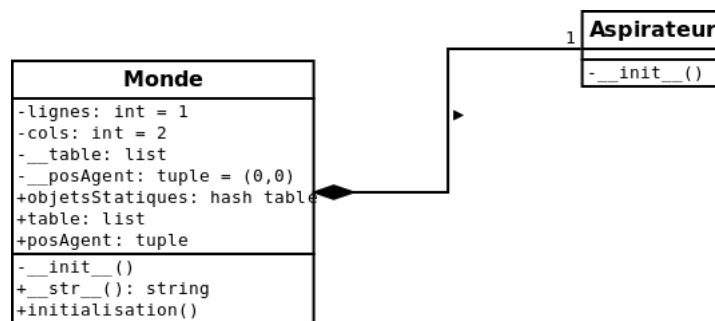 Monde
-lignes: int = 1
-cols: int = 2
-__table: list
-__posAgent: tuple = (0,0)
+objetsStatiques: hash table
+table: list
+posAgent: tuple
-__init__()
+__str__(): string
+initialisation()
1
Aspirateur
-__init__()